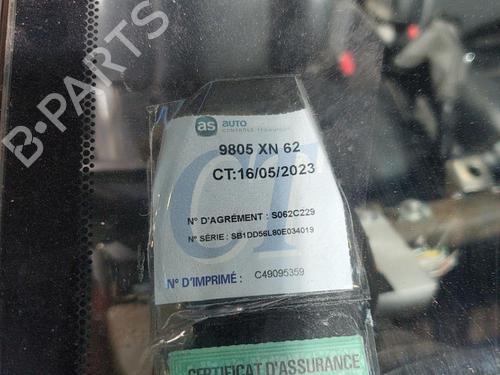 B-PARTS
as AUTO
CONTRÔLE TECHNIQUE
9805 XN 62
CT:16/05/2023
N° D'AGRÉMENT : S062C229
N° SÉRIE : SB1DD56L80E034019
N° D'IMPRIMÉ : C49095359
CERTIFICAT D'ASSURANCE